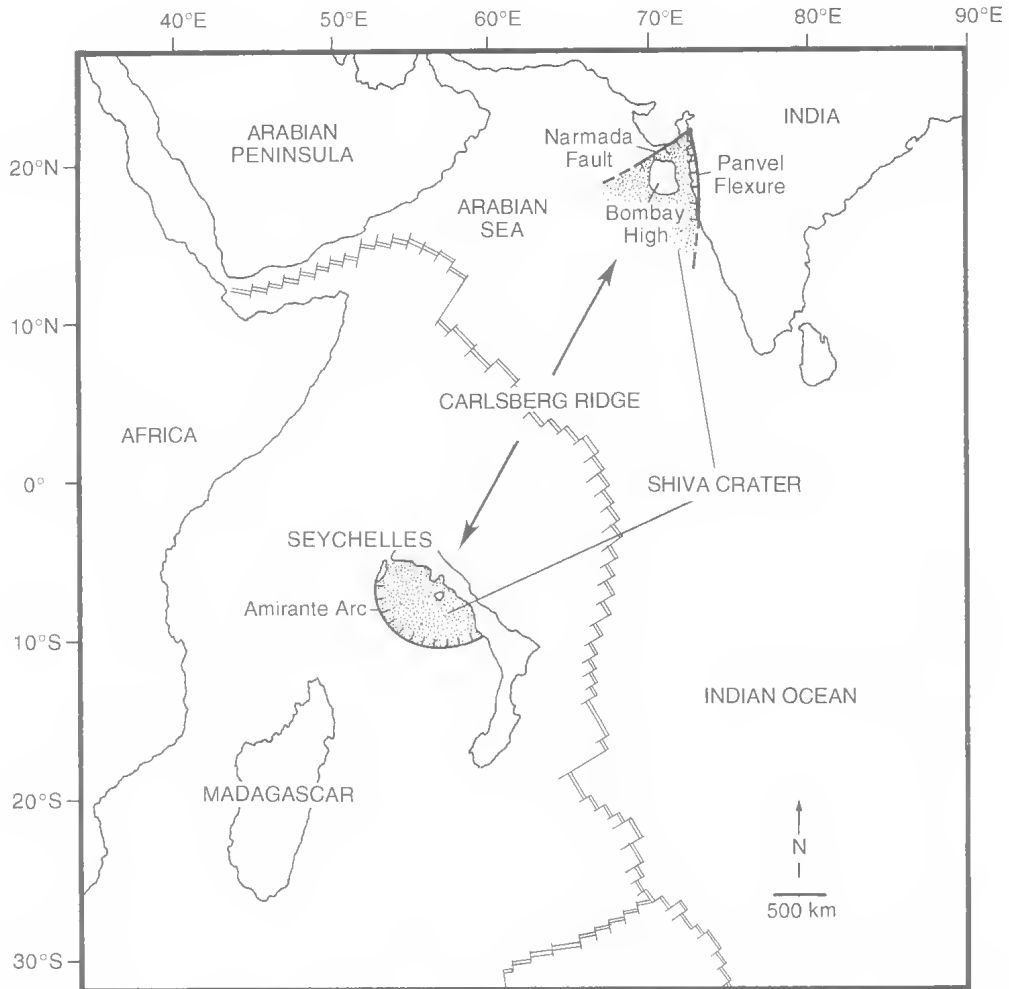 40°E 50°E 60°E 70°E 80°E 90°E
ARABIAN
PENINSULA
INDIA
Narmada
Fault
Panvel
Flexure
20°N
ARABIAN
SEA
Bombay
High
10°N
CARLSBERG RIDGE
AFRICA
0°
SHIVA CRATER
SEYCHELLES
Amirante Arc
10°S
INDIAN OCEAN
MADAGASCAR
20°S
N
500 km
30°S